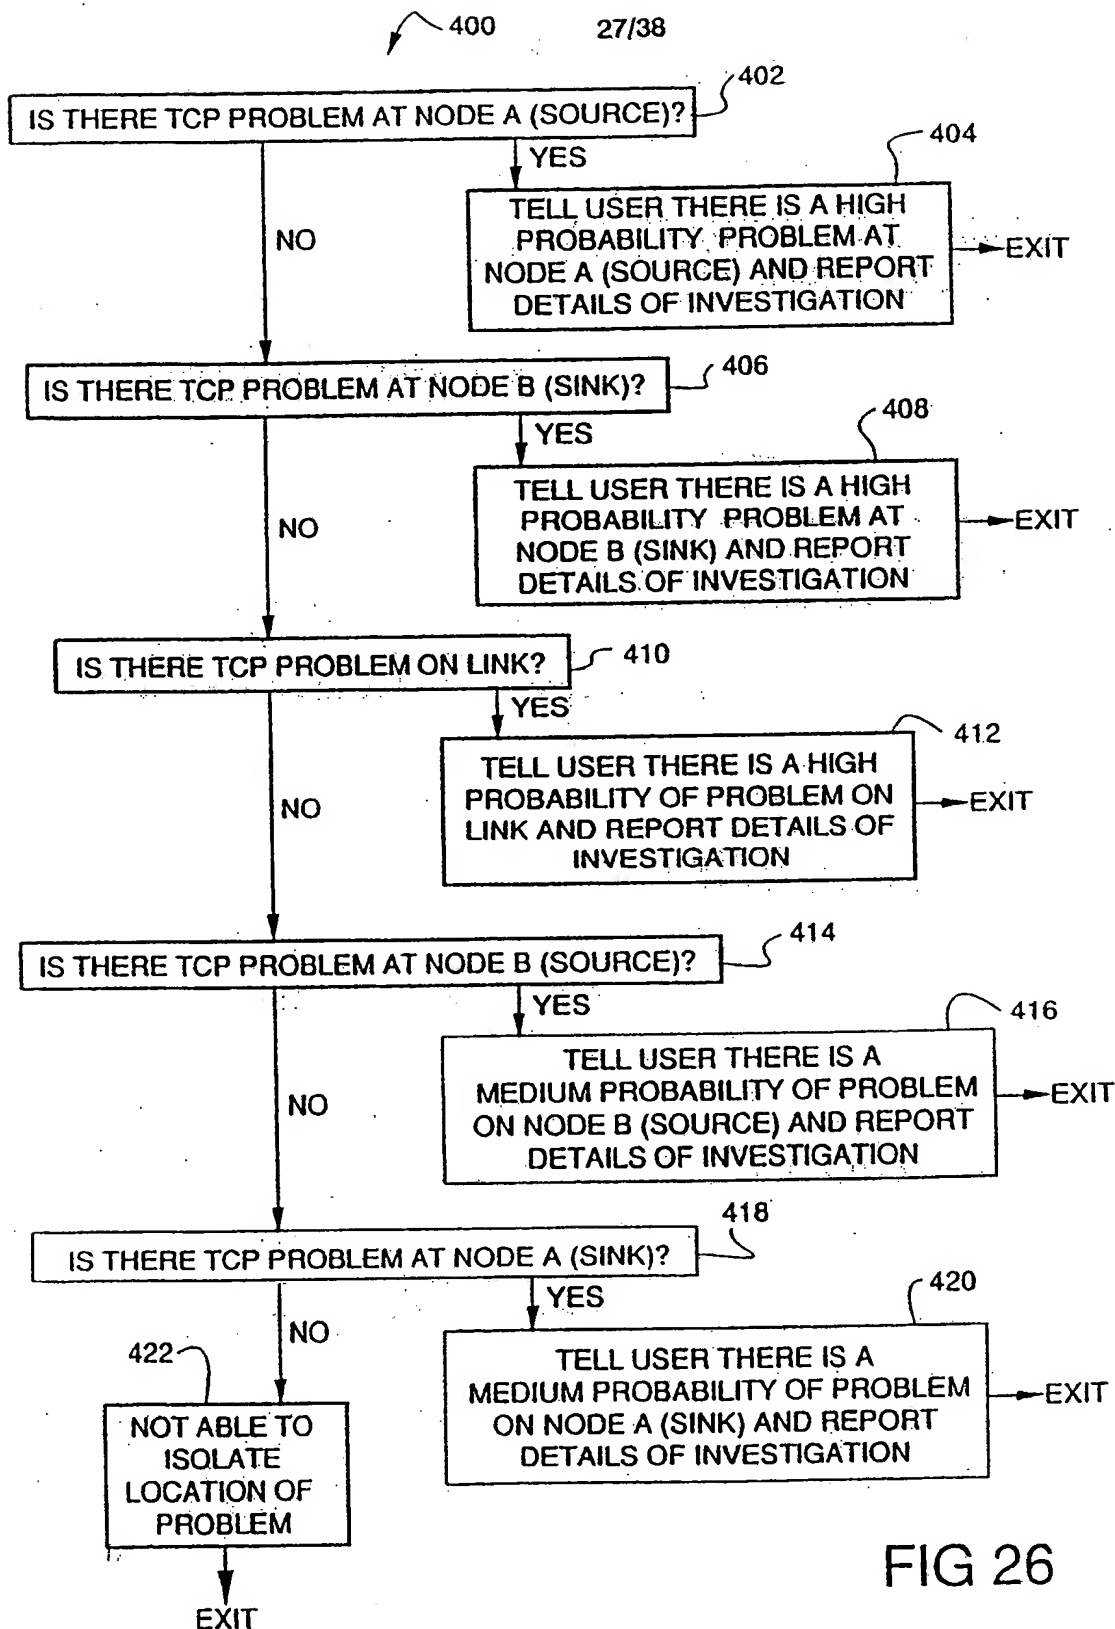 400
27/38
402
IS THERE TCP PROBLEM AT NODE A (SOURCE)?
YES
404
TELL USER THERE IS A HIGH
PROBABILITY PROBLEM AT
NODE A (SOURCE) AND REPORT
DETAILS OF INVESTIGATION
EXIT
NO
IS THERE TCP PROBLEM AT NODE B (SINK)?
406
YES
408
TELL USER THERE IS A HIGH
PROBABILITY PROBLEM AT
NODE B (SINK) AND REPORT
DETAILS OF INVESTIGATION
EXIT
NO
IS THERE TCP PROBLEM ON LINK?
410
YES
412
TELL USER THERE IS A HIGH
PROBABILITY OF PROBLEM ON
LINK AND REPORT DETAILS OF
INVESTIGATION
EXIT
NO
414
IS THERE TCP PROBLEM AT NODE B (SOURCE)?
YES
416
TELL USER THERE IS A
MEDIUM PROBABILITY OF PROBLEM
ON NODE B (SOURCE) AND REPORT
DETAILS OF INVESTIGATION
EXIT
NO
418
IS THERE TCP PROBLEM AT NODE A (SINK)?
YES
420
TELL USER THERE IS A
MEDIUM PROBABILITY OF PROBLEM
ON NODE A (SINK) AND REPORT
DETAILS OF INVESTIGATION
EXIT
NO
422
NOT ABLE TO
ISOLATE
LOCATION OF
PROBLEM
EXIT
FIG 26